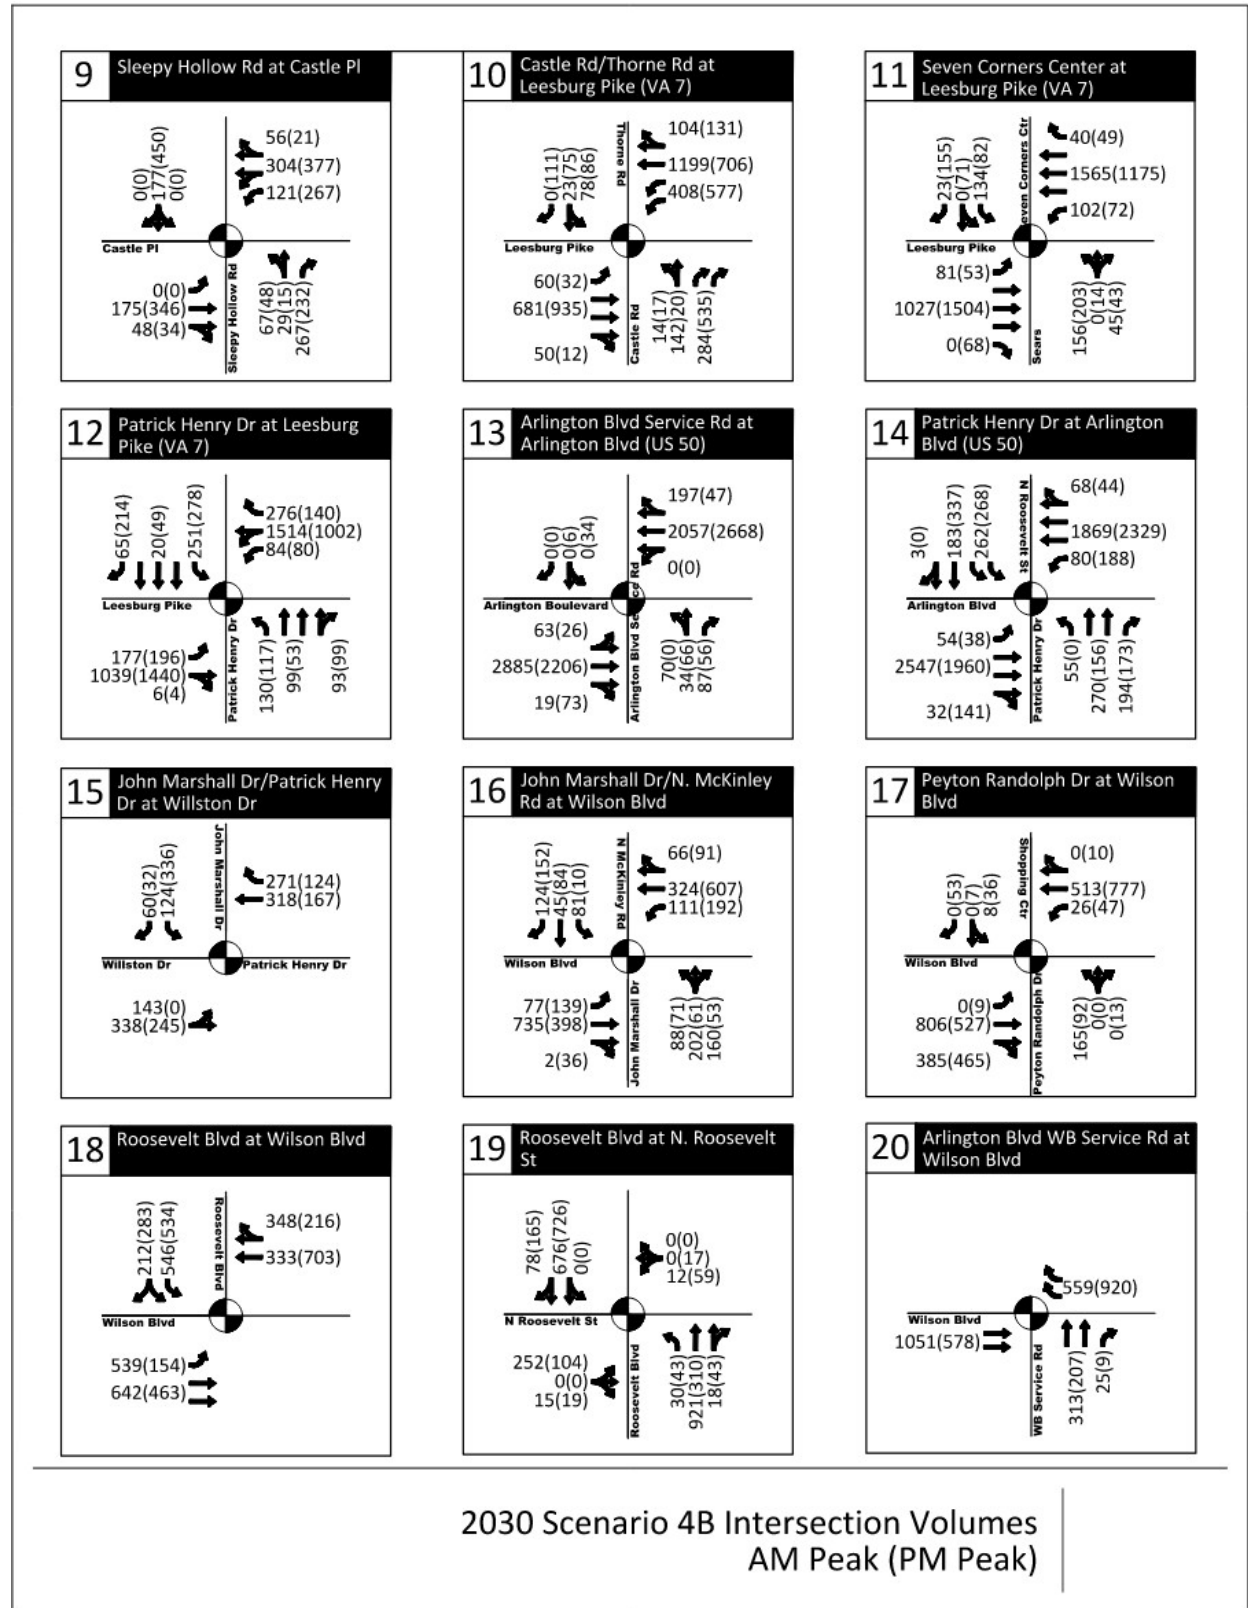 9
Sleepy Hollow Rd at Castle Pl
0(0)
177(450)
0(0)
56(21)
304(377)
121(267)
Castle Pl
Sleepy Hollow Rd
0(0)
175(346)
48(34)
67(48)
29(15)
267(232)
10
Castle Rd/Thorne Rd at
Leesburg Pike (VA 7)
0(111)
23(75)
78(86)
Thorne Rd
104(131)
1199(706)
408(577)
Leesburg Pike
Castle Rd
60(32)
681(935)
50(12)
14(17)
142(20)
284(535)
11
Seven Corners Center at
Leesburg Pike (VA 7)
23(155)
0(71)
134(82)
Seven Corners Ctr
40(49)
1565(1175)
102(72)
Leesburg Pike
Sears
81(53)
1027(1504)
0(68)
156(203)
0(14)
45(43)
12
Patrick Henry Dr at Leesburg
Pike (VA 7)
65(214)
20(49)
251(278)
276(140)
1514(1002)
84(80)
Leesburg Pike
Patrick Henry Dr
177(196)
1039(1440)
6(4)
130(117)
99(53)
93(99)
13
Arlington Blvd Service Rd at
Arlington Blvd (US 50)
0(0)
0(6)
0(34)
197(47)
2057(2668)
0(0)
Arlington Boulevard
Arlington Blvd Service Rd
63(26)
2885(2206)
19(73)
70(0)
34(66)
87(56)
14
Patrick Henry Dr at Arlington
Blvd (US 50)
3(0)
183(337)
262(268)
N Roosevelt St
68(44)
1869(2329)
80(188)
Arlington Blvd
Patrick Henry Dr
54(38)
2547(1960)
32(141)
55(0)
270(156)
194(173)
15
John Marshall Dr/Patrick Henry
Dr at Willston Dr
60(32)
124(336)
John Marshall Dr
271(124)
318(167)
Willston Dr
Patrick Henry Dr
143(0)
338(245)
16
John Marshall Dr/N. McKinley
Rd at Wilson Blvd
124(152)
45(84)
81(10)
N McKinley Rd
66(91)
324(607)
111(192)
Wilson Blvd
John Marshall Dr
77(139)
735(398)
2(36)
88(71)
202(61)
160(53)
17
Peyton Randolph Dr at Wilson
Blvd
0(53)
0(7)
8(36)
Shopping Ctr
0(10)
513(777)
26(47)
Wilson Blvd
Peyton Randolph Dr
0(9)
806(527)
385(465)
165(92)
0(0)
0(13)
18
Roosevelt Blvd at Wilson Blvd
212(283)
546(534)
Roosevelt Blvd
348(216)
333(703)
Wilson Blvd
539(154)
642(463)
19
Roosevelt Blvd at N. Roosevelt
St
78(165)
676(726)
0(0)
0(0)
0(17)
12(59)
N Roosevelt St
Roosevelt Blvd
252(104)
0(0)
15(19)
30(43)
921(310)
18(43)
20
Arlington Blvd WB Service Rd at
Wilson Blvd
559(920)
Wilson Blvd
WB Service Rd
1051(578)
313(207)
25(9)
2030 Scenario 4B Intersection Volumes
AM Peak (PM Peak)